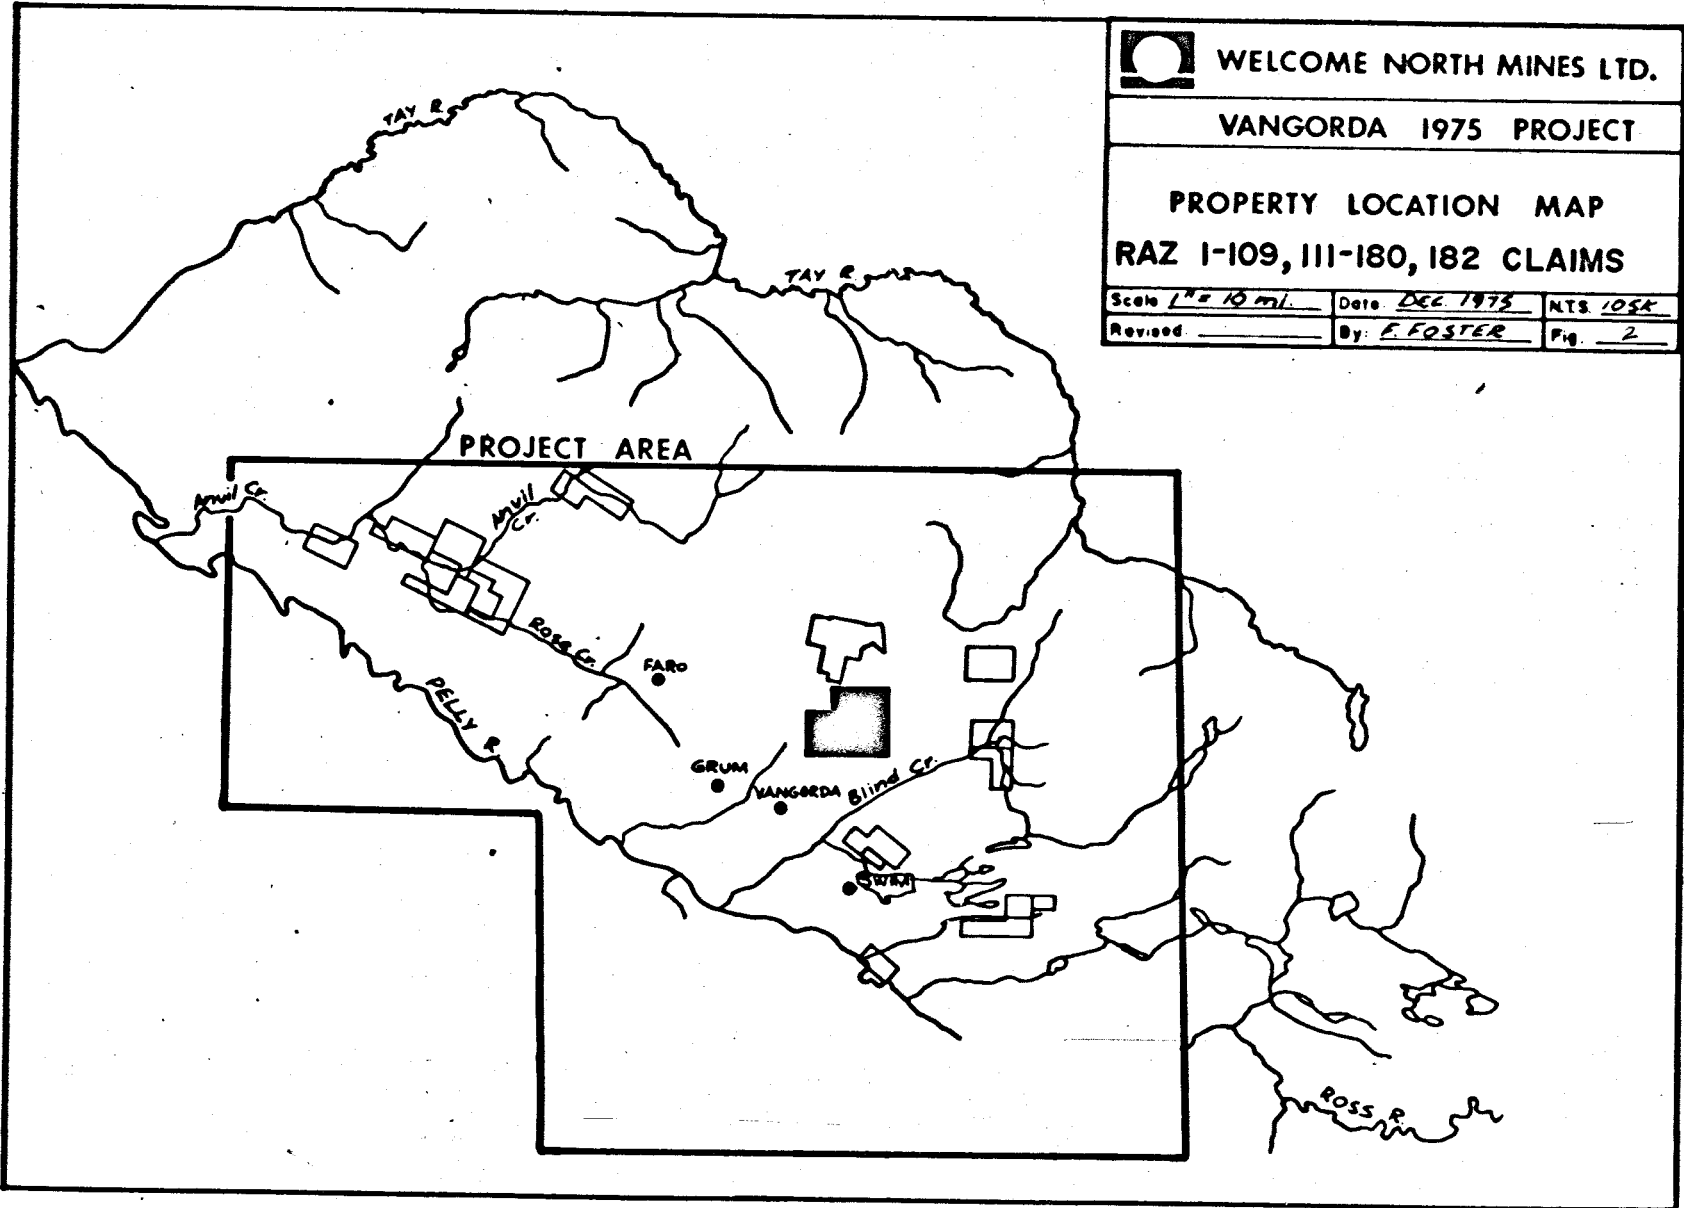 WELCOME NORTH MINES LTD.
VANGORDA 1975 PROJECT
PROPERTY LOCATION MAP
RAZ 1-109, 111-180, 182 CLAIMS
Scale 1" = 10 mi. Date: DEC. 1975 N.T.S. 105K
Revised By: F. FOSTER Fig. 2
TAY R.
TAY R.
PROJECT AREA
Anvil Cr.
Anvil
Cr.
Rose Cr.
FARO
PELLY R.
GRUM
VANGORDA
Blind Cr.
SWIM
ROSS R.